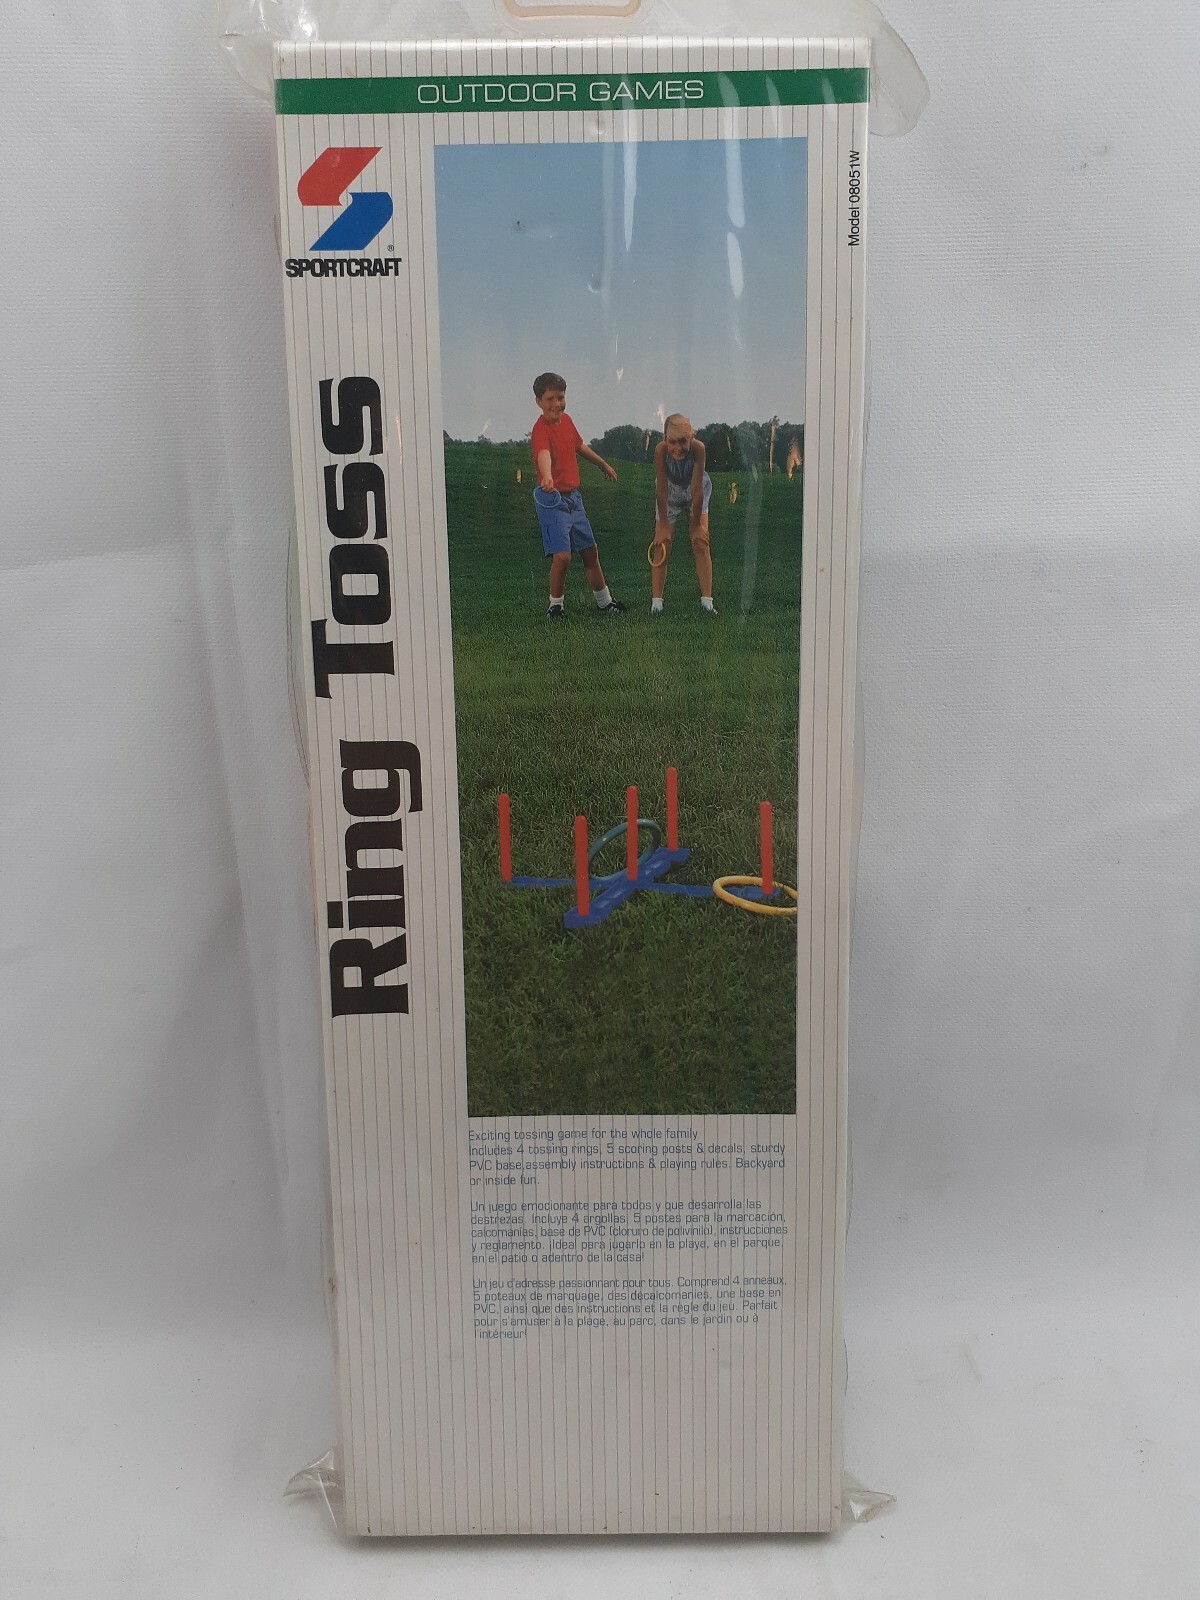 OUTDOOR GAMES
SPORTCRAFT®
Model 08051W
Ring Toss
Exciting tossing game for the whole family
Includes 4 tossing rings, 5 scoring posts & decals, sturdy
PVC base,assembly instructions & playing rules. Backyard
or inside fun.
Un juego emocionante para todos y que desarrolla las
destrezas. Incluye 4 argollas, 5 postes para la marcación,
calcomanías, base de PVC (cloruro de polivinilo), instrucciones
y reglamento. ¡Ideal para jugarlo en la playa, en el parque,
en el patio o adentro de la casa!
Un jeu d'adresse passionnant pour tous. Comprend 4 anneaux,
5 poteaux de marquage, des décalcomanies, une base en
PVC, ainsi que des instructions et la règle du jeu. Parfait
pour s'amuser à la plage, au parc, dans le jardin ou à
l'intérieur!